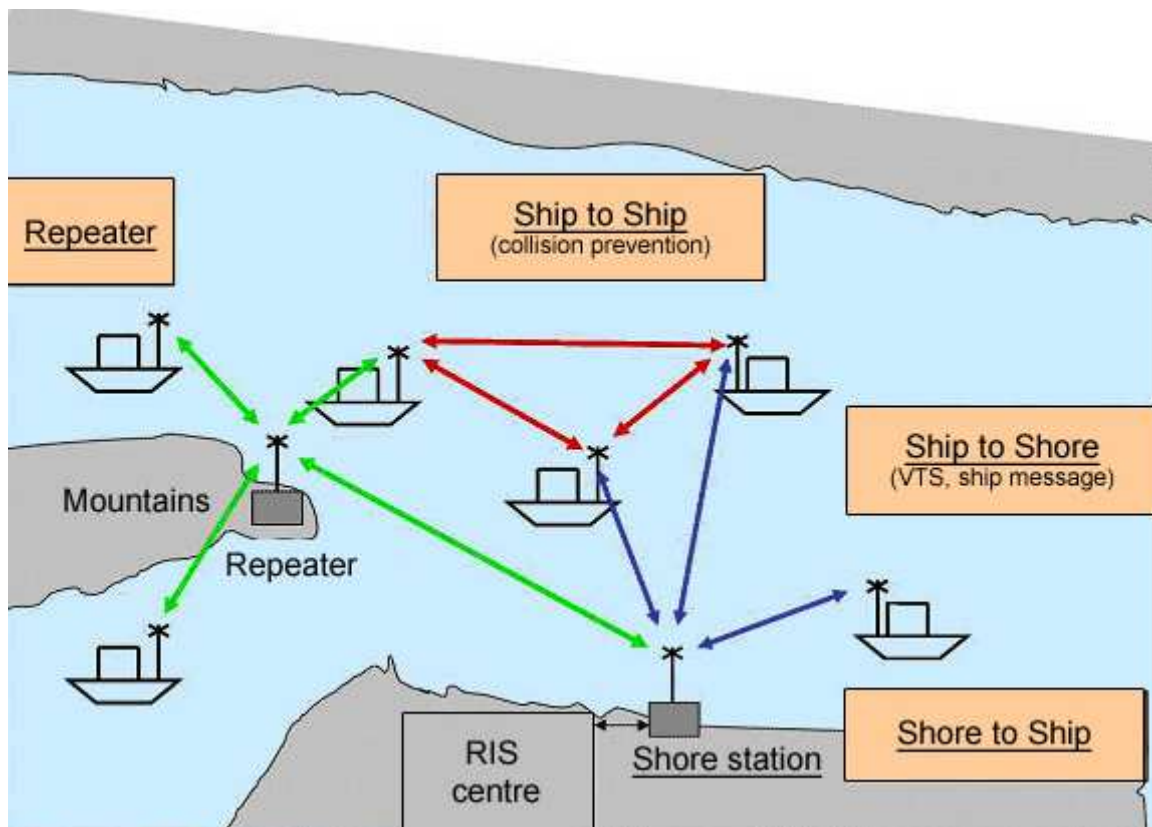 Repeater
Ship to Ship
(collision prevention)
Ship to Shore
(VTS, ship message)
Mountains
Repeater
Shore to Ship
RIS
centre
Shore station